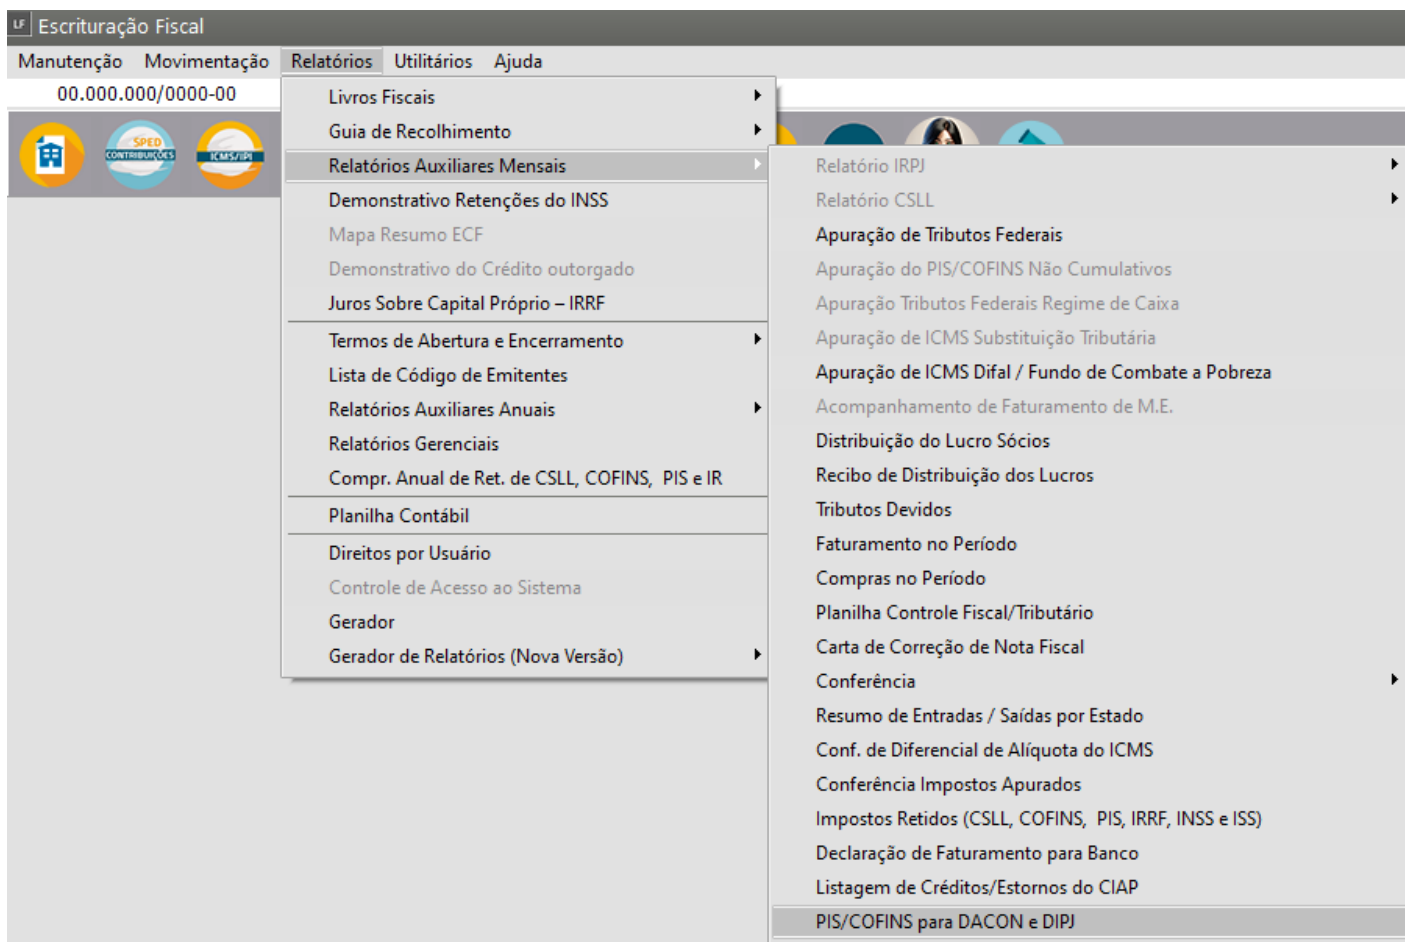 LF Escrituração Fiscal
Manutenção Movimentação Relatórios Utilitários Ajuda
00.000.000/0000-00
SPED
CONTRIBUIÇÕES
ICMS/IPI
Livros Fiscais
Guia de Recolhimento
Relatórios Auxiliares Mensais
Demonstrativo Retenções do INSS
Mapa Resumo ECF
Demonstrativo do Crédito outorgado
Juros Sobre Capital Próprio – IRRF
Termos de Abertura e Encerramento
Lista de Código de Emitentes
Relatórios Auxiliares Anuais
Relatórios Gerenciais
Compr. Anual de Ret. de CSLL, COFINS, PIS e IR
Planilha Contábil
Direitos por Usuário
Controle de Acesso ao Sistema
Gerador
Gerador de Relatórios (Nova Versão)
Relatório IRPJ
Relatório CSLL
Apuração de Tributos Federais
Apuração do PIS/COFINS Não Cumulativos
Apuração Tributos Federais Regime de Caixa
Apuração de ICMS Substituição Tributária
Apuração de ICMS Difal / Fundo de Combate a Pobreza
Acompanhamento de Faturamento de M.E.
Distribuição do Lucro Sócios
Recibo de Distribuição dos Lucros
Tributos Devidos
Faturamento no Período
Compras no Período
Planilha Controle Fiscal/Tributário
Carta de Correção de Nota Fiscal
Conferência
Resumo de Entradas / Saídas por Estado
Conf. de Diferencial de Alíquota do ICMS
Conferência Impostos Apurados
Impostos Retidos (CSLL, COFINS, PIS, IRRF, INSS e ISS)
Declaração de Faturamento para Banco
Listagem de Créditos/Estornos do CIAP
PIS/COFINS para DACON e DIPJ